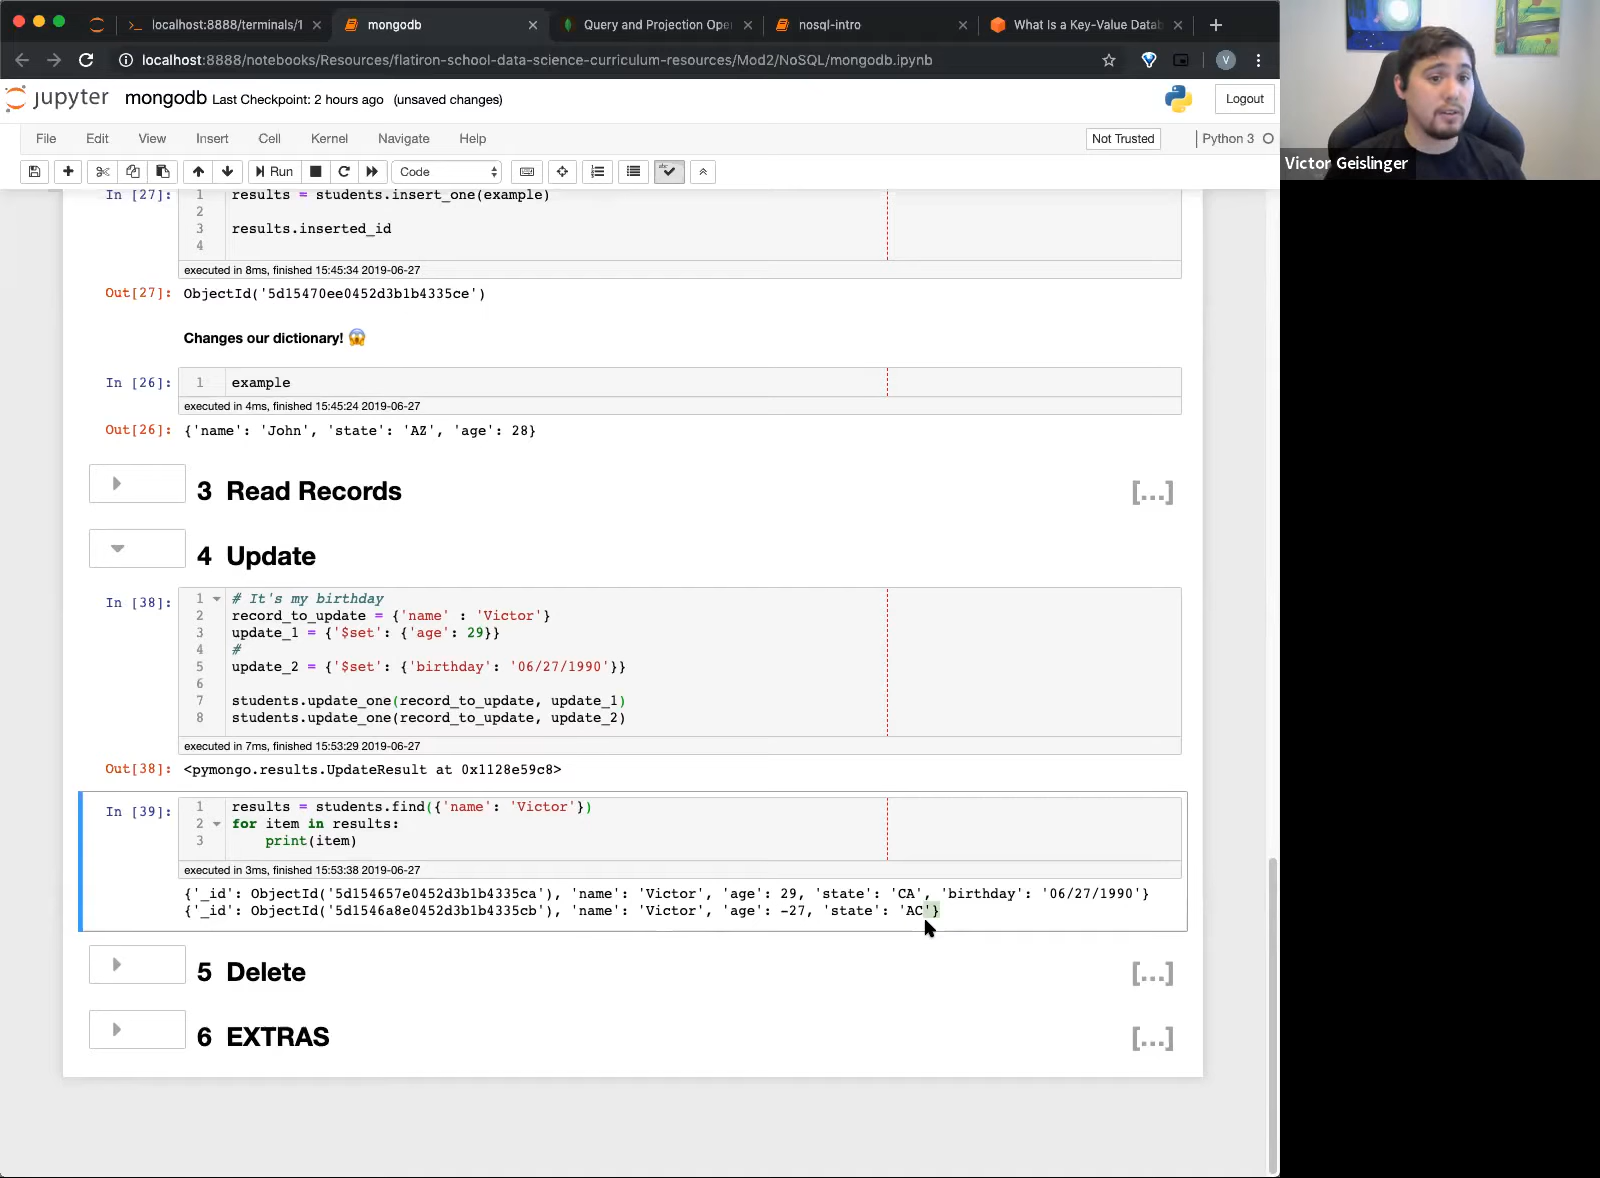 localhost:8888/terminals/1
mongodb
Query and Projection Ope
nosql-intro
What Is a Key-Value Datab
localhost:8888/notebooks/Resources/flatiron-school-data-science-curriculum-resources/Mod2/NoSQL/mongodb.ipynb
V
jupyter mongodb Last Checkpoint: 2 hours ago (unsaved changes)
Logout
File Edit View Insert Cell Kernel Navigate Help
Not Trusted
Python 3
Run
Code
Victor Geislinger
In [27]: 1 results = students.insert_one(example)
2
3 results.inserted_id
4
executed in 8ms, finished 15:45:34 2019-06-27
Out[27]: ObjectId('5d15470ee0452d3b1b4335ce')
Changes our dictionary! 😱
In [26]: 1 example
executed in 4ms, finished 15:45:24 2019-06-27
Out[26]: {'name': 'John', 'state': 'AZ', 'age': 28}
3 Read Records
[...]
4 Update
In [38]: 1 # It's my birthday
2 record_to_update = {'name' : 'Victor'}
3 update_1 = {'$set': {'age': 29}}
4 #
5 update_2 = {'$set': {'birthday': '06/27/1990'}}
6
7 students.update_one(record_to_update, update_1)
8 students.update_one(record_to_update, update_2)
executed in 7ms, finished 15:53:29 2019-06-27
Out[38]: <pymongo.results.UpdateResult at 0x1128e59c8>
In [39]: 1 results = students.find({'name': 'Victor'})
2 for item in results:
3 print(item)
executed in 3ms, finished 15:53:38 2019-06-27
{'_id': ObjectId('5d154657e0452d3b1b4335ca'), 'name': 'Victor', 'age': 29, 'state': 'CA', 'birthday': '06/27/1990'}
{'_id': ObjectId('5d1546a8e0452d3b1b4335cb'), 'name': 'Victor', 'age': -27, 'state': 'AC'}
5 Delete
[...]
6 EXTRAS
[...]